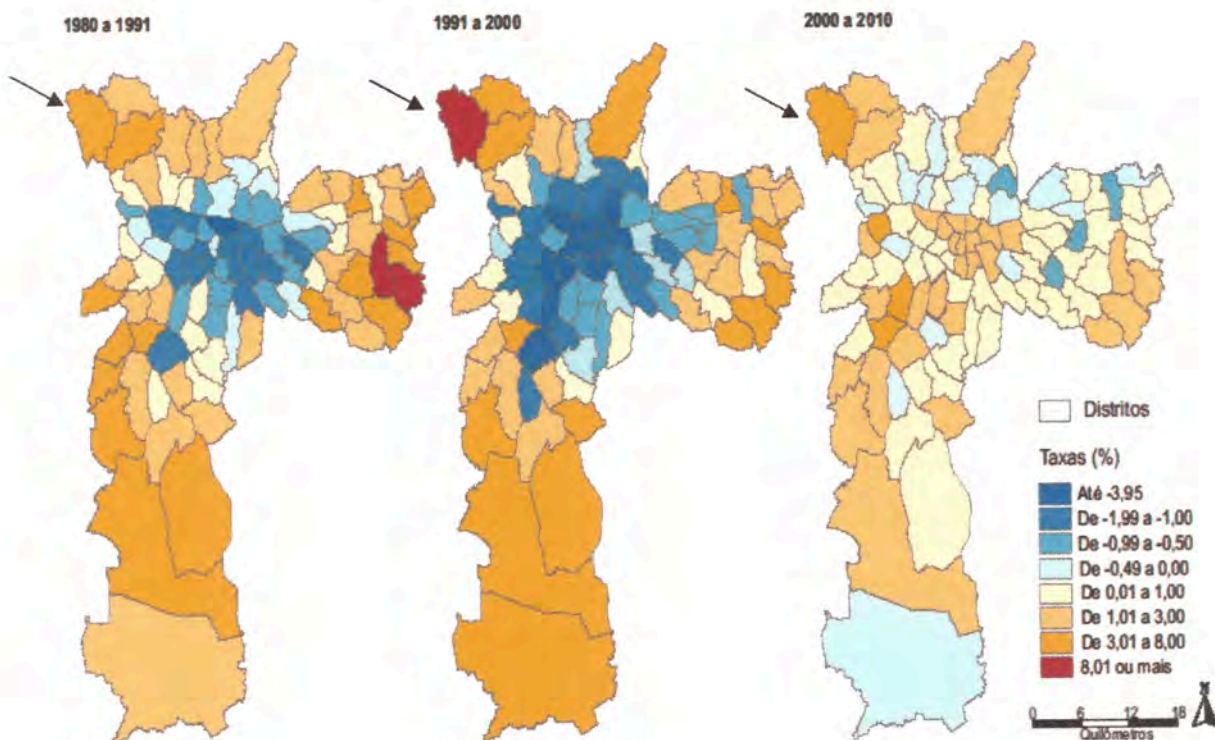 1980 a 1991
1991 a 2000
2000 a 2010
Distritos
Taxas (%)
Até -3,95
De -1,99 a -1,00
De -0,99 a -0,50
De -0,49 a 0,00
De 0,01 a 1,00
De 1,01 a 3,00
De 3,01 a 8,00
8,01 ou mais
N
0 6 12 18
Quilômetros